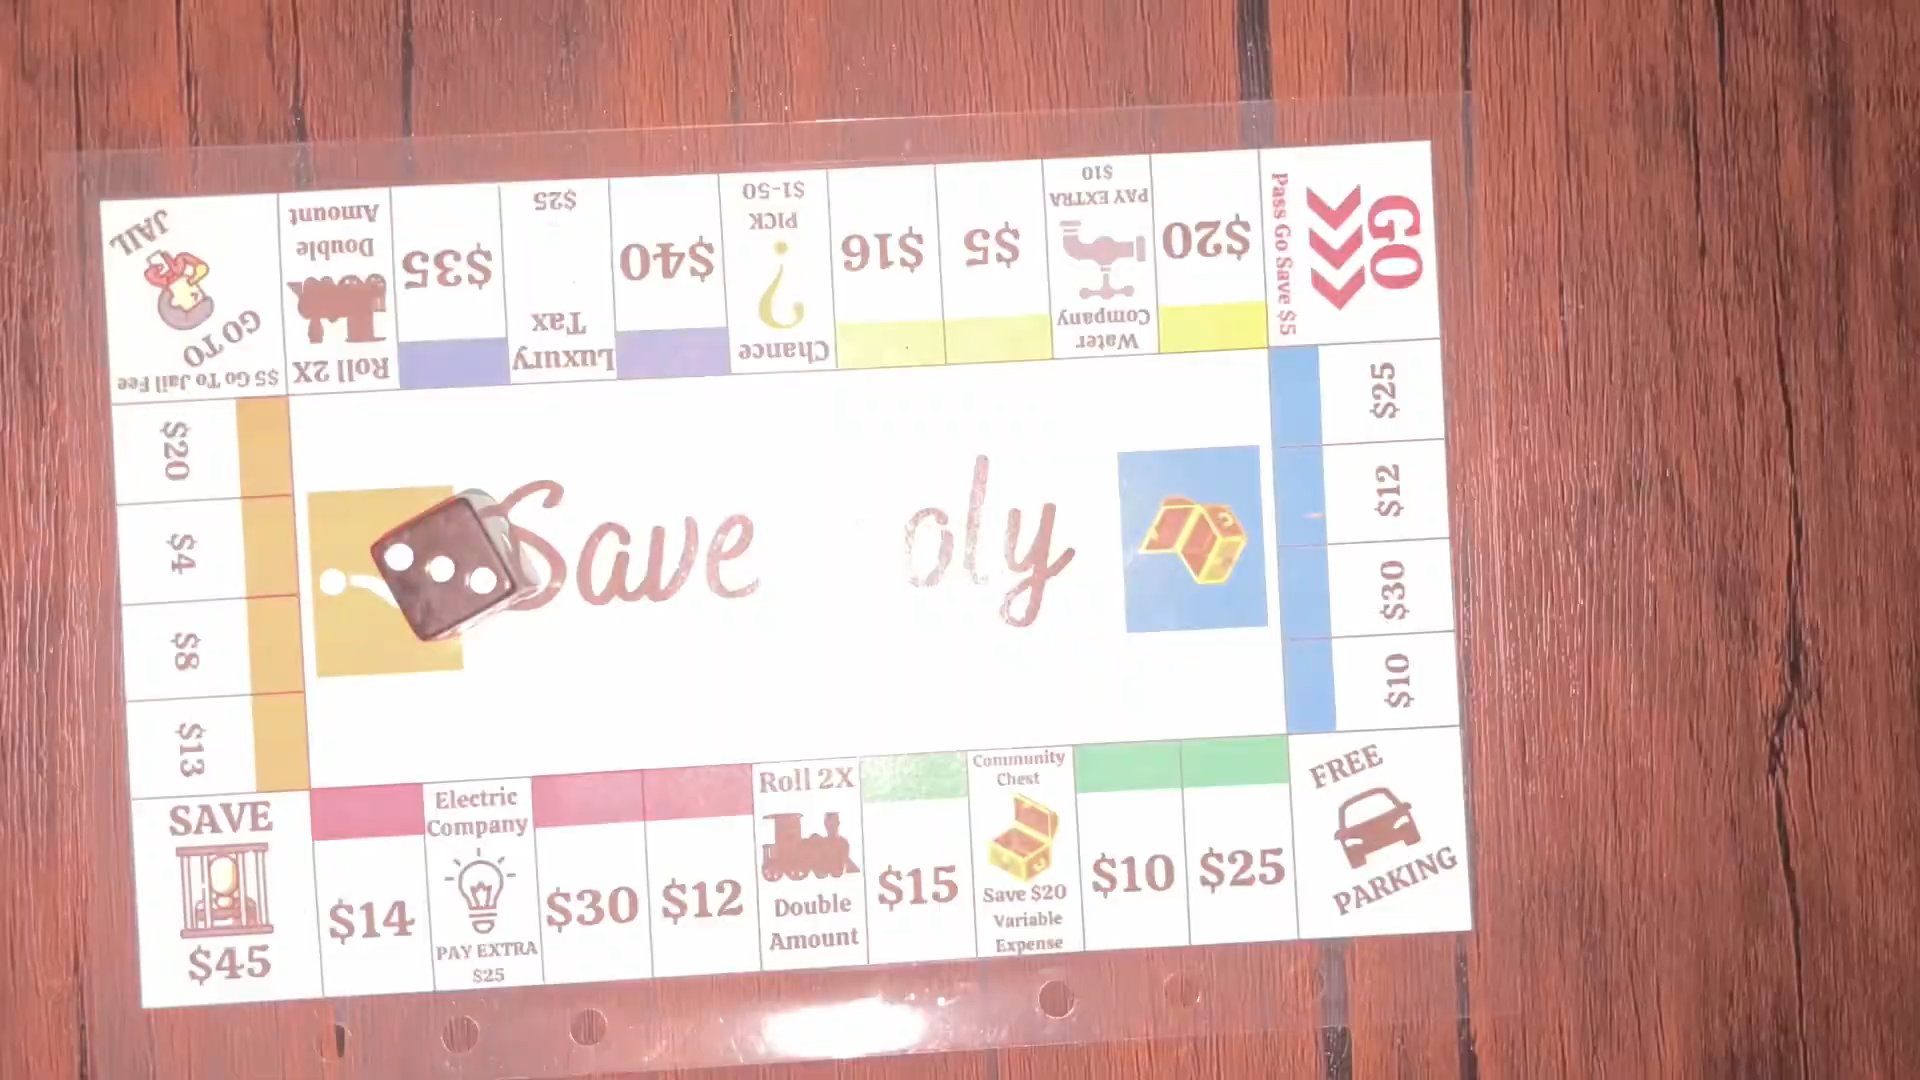 GO
Pass Go Save $5
$20
Water
Company
PAY EXTRA
$10
$5
$16
Chance
PICK
$1-50
$40
Luxury
Tax
$25
$35
Roll 2X
Double
Amount
GO TO
JAIL
$5 Go To Jail Fee
$20
$4
$8
$13
Save oly
$25
$12
$30
$10
SAVE
$45
$14
Electric
Company
PAY EXTRA
$25
$30
$12
Roll 2X
Double
Amount
$15
Community
Chest
Save $20
Variable
Expense
$10
$25
FREE
PARKING